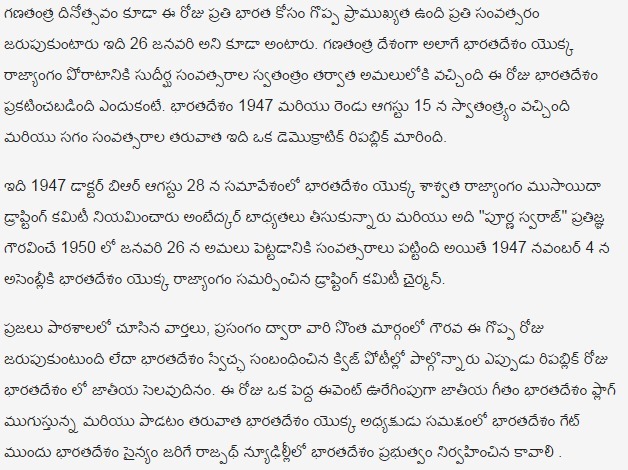 గణతంత్ర దినోత్సవం కూడా ఈ రోజు ప్రతి భారత కోసం గొప్ప ప్రాముఖ్యత ఉంది ప్రతి సంవత్సరం
జరుపుకుంటారు ఇది 26 జనవరి అని కూడా అంటారు. గణతంత్ర దేశంగా అలాగే భారతదేశం యొక్క
రాజ్యాంగం పోరాటానికి సుదీర్ఘ సంవత్సరాల స్వతంత్రం తర్వాత అమలులోకి వచ్చింది ఈ రోజు భారతదేశం
ప్రకటించబడింది ఎందుకంటే. భారతదేశం 1947 మరియు రెండు ఆగస్టు 15 న స్వాతంత్ర్యం వచ్చింది
మరియు సగం సంవత్సరాల తరువాత ఇది ఒక డెమొక్రాటిక్ రిపబ్లిక్ మారింది.
ఇది 1947 డాక్టర్ బిఆర్ ఆగస్టు 28 న సమావేశంలో భారతదేశం యొక్క శాశ్వత రాజ్యాంగం ముసాయిదా
డ్రాఫ్టింగ్ కమిటీ నియమించారు అంబేద్కర్ బాధ్యతలు తీసుకున్నారు మరియు అది "పూర్ణ స్వరాజ్" ప్రతిజ్ఞ
గౌరవించే 1950 లో జనవరి 26 న అమలు పెట్టడానికి సంవత్సరాలు పట్టింది అయితే 1947 నవంబర్ 4 న
అసెంబ్లీకి భారతదేశం యొక్క రాజ్యాంగం సమర్పించిన డ్రాఫ్టింగ్ కమిటీ ఛైర్మన్.
ప్రజలు పాఠశాలలో చూసిన వార్తలు, ప్రసంగం ద్వారా వారి సొంత మార్గంలో గౌరవ ఈ గొప్ప రోజు
జరుపుకుంటుంది లేదా భారతదేశం స్వేచ్ఛ సంబంధించిన క్విజ్ పోటీల్లో పాల్గొన్నారు ఎప్పుడు రిపబ్లిక్ రోజు
భారతదేశం లో జాతీయ సెలవుదినం. ఈ రోజు ఒక పెద్ద ఈవెంట్ ఊరేగింపుగా జాతీయ గీతం భారతదేశం ఫ్లాగ్
ముగుస్తున్న మరియు పాడటం తరువాత భారతదేశం యొక్క అధ్యక్షుడు సమక్షంలో భారతదేశం గేట్
ముందు భారతదేశం సైన్యం జరిగే రాజ్పథ్ న్యూఢిల్లీలో భారతదేశం ప్రభుత్వం నిర్వహించిన కావాలి .